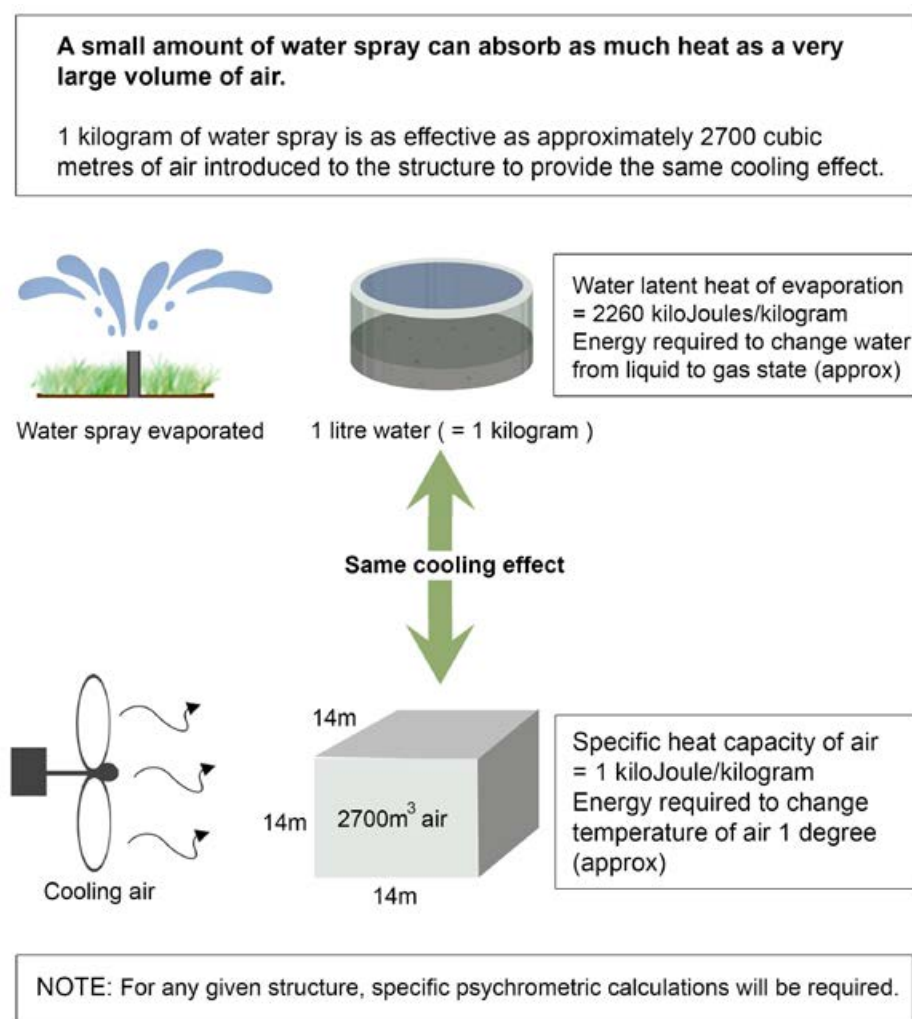 A small amount of water spray can absorb as much heat as a very
large volume of air.
1 kilogram of water spray is as effective as approximately 2700 cubic
metres of air introduced to the structure to provide the same cooling effect.
Water latent heat of evaporation
= 2260 kiloJoules/kilogram
Energy required to change water
from liquid to gas state (approx)
Water spray evaporated
1 litre water ( = 1 kilogram )
Same cooling effect
14m
14m
2700m³ air
14m
Cooling air
Specific heat capacity of air
= 1 kiloJoule/kilogram
Energy required to change
temperature of air 1 degree
(approx)
NOTE: For any given structure, specific psychrometric calculations will be required.